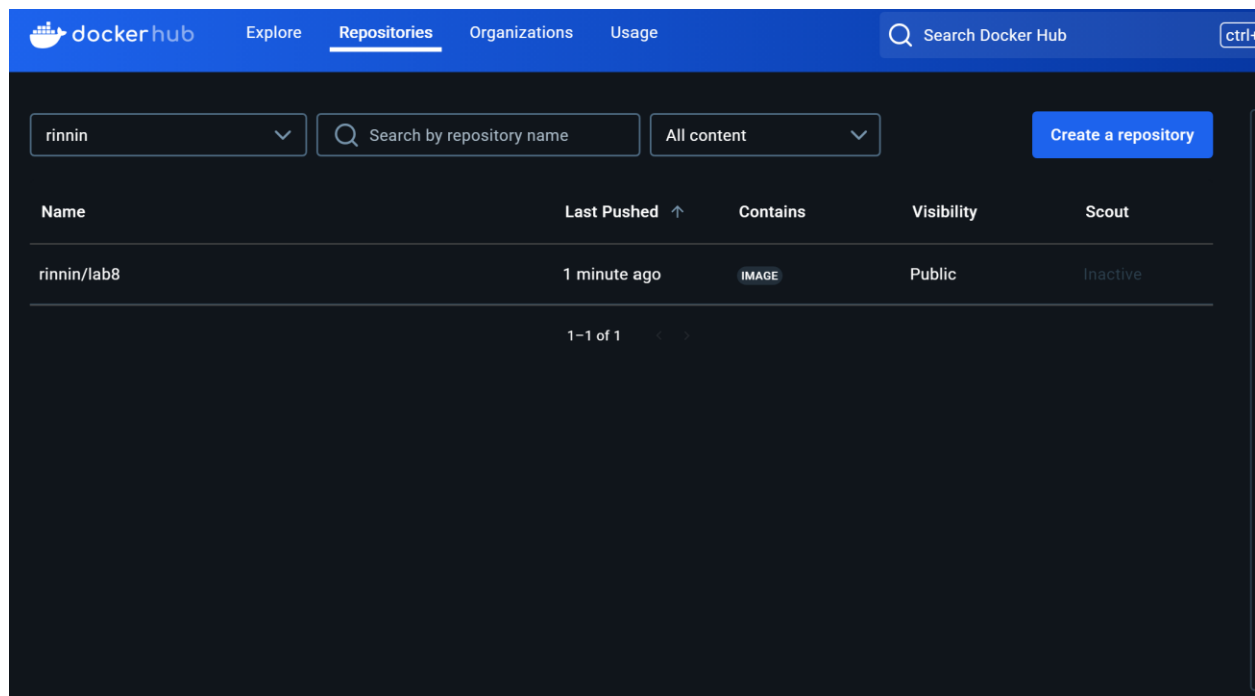 dockerhub Explore Repositories Organizations Usage Search Docker Hub ctrl+
rinnin Search by repository name All content Create a repository
Name Last Pushed ↑ Contains Visibility Scout
rinnin/lab8 1 minute ago IMAGE Public Inactive
1–1 of 1